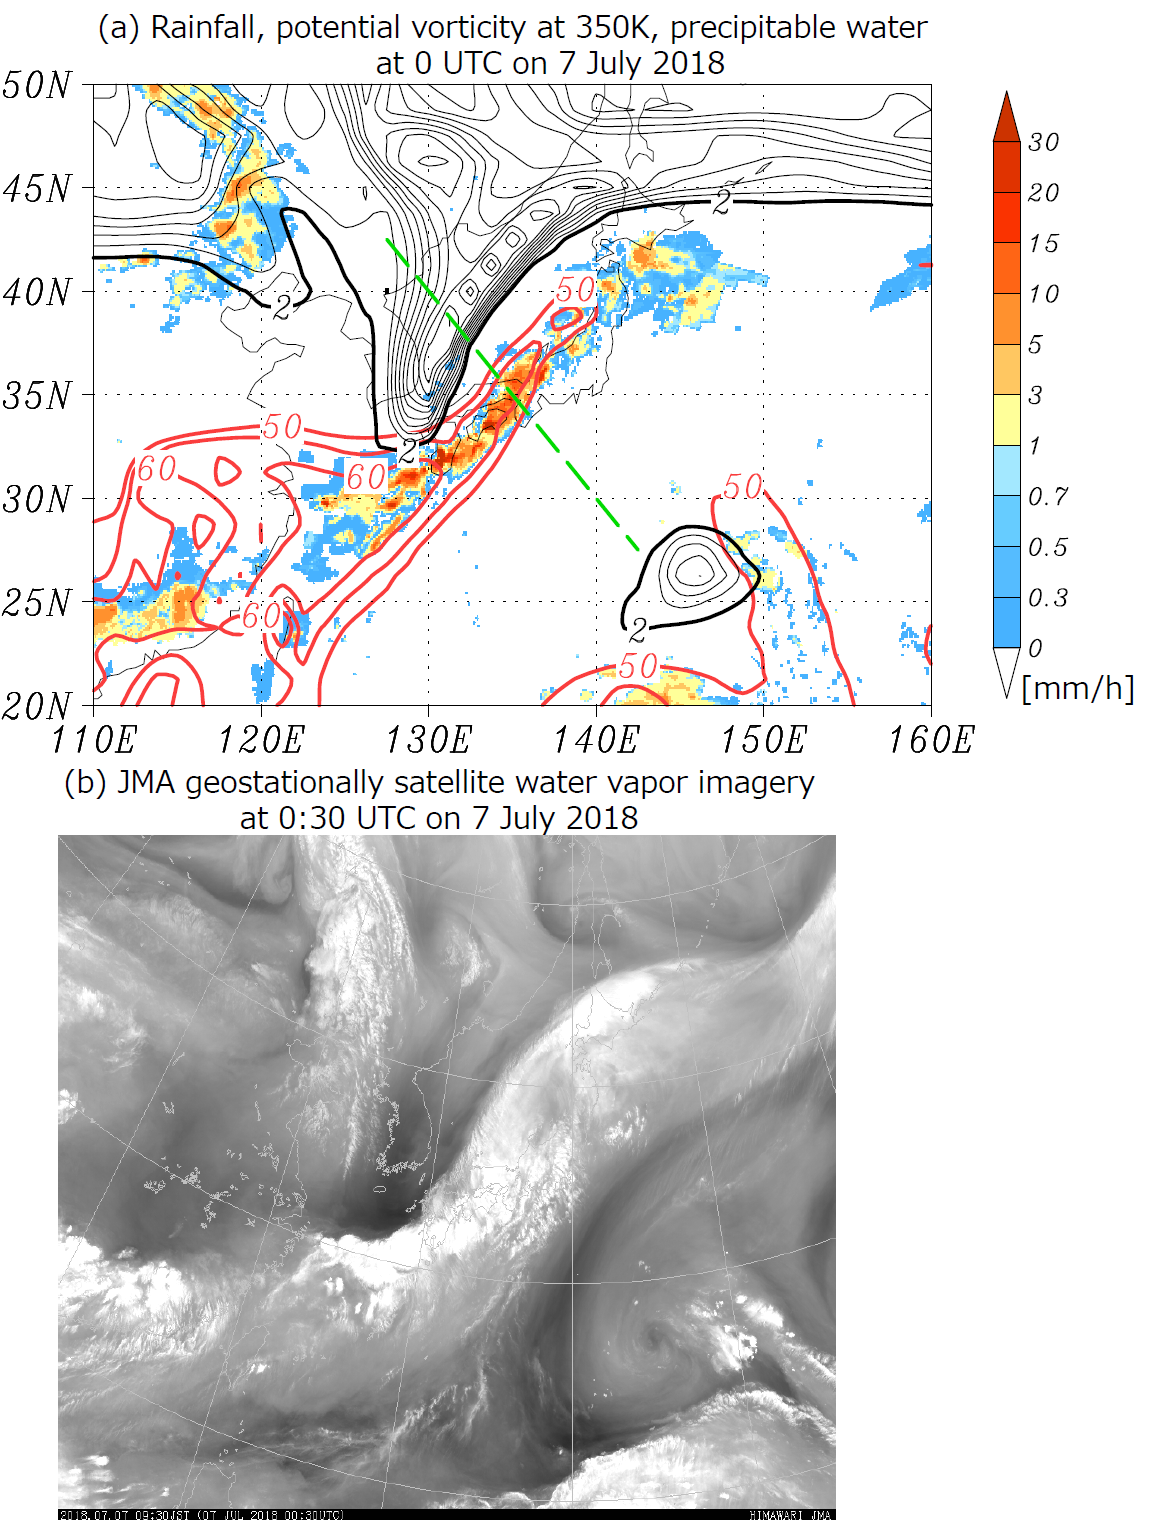 (a) Rainfall, potential vorticity at 350K, precipitable water
at 0 UTC on 7 July 2018
50N
45N
40N
35N
30N
25N
20N
110E 120E 130E 140E 150E 160E
2
2
50
50
2
60
60
50
60
2
50
30
20
15
10
5
3
1
0.7
0.5
0.3
0
[mm/h]
(b) JMA geostationally satellite water vapor imagery
at 0:30 UTC on 7 July 2018
2018.07.07 09:30JST (07 JUL 2018 00:30UTC) HIMAWARI JMA